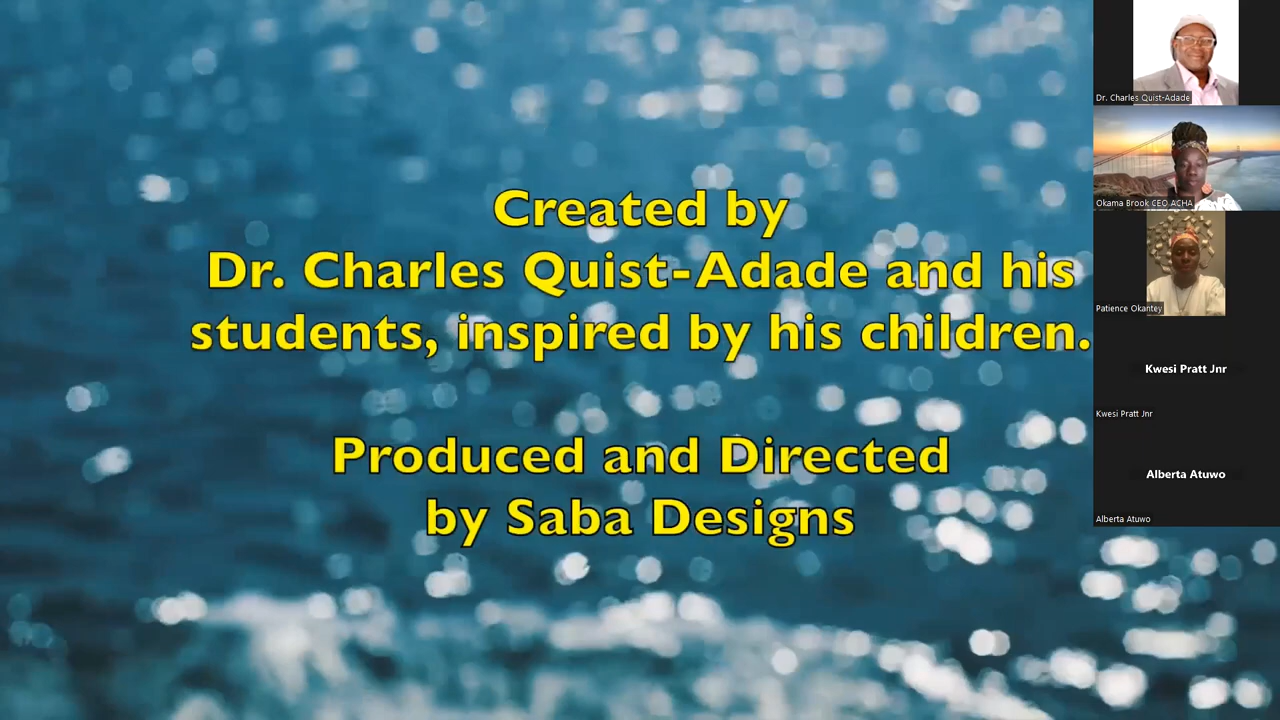 Created by
Dr. Charles Quist-Adade and his
students, inspired by his children.
Produced and Directed
by Saba Designs
Dr. Charles Quist-Adade
Okama Brook CEO ACHA
Patience Okantey
Kwesi Pratt Jnr
Kwesi Pratt Jnr
Alberta Atuwo
Alberta Atuwo